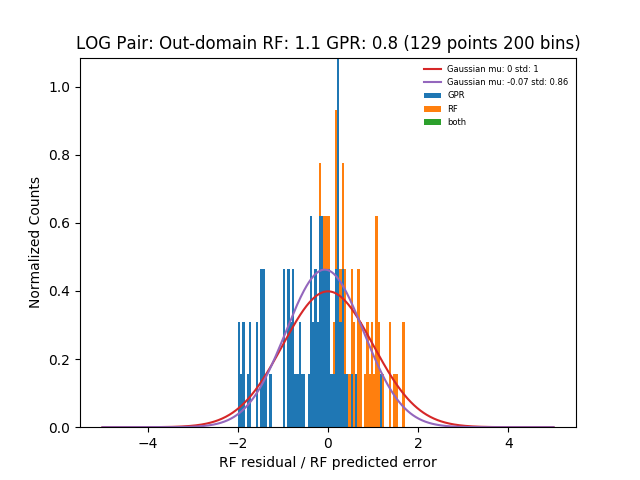 LOG Pair: Out-domain RF: 1.1 GPR: 0.8 (129 points 200 bins)
Gaussian mu: 0 std: 1
Gaussian mu: -0.07 std: 0.86
GPR
RF
both
Normalized Counts
1.0
0.8
0.6
0.4
0.2
0.0
−4 −2 0 2 4
RF residual / RF predicted error